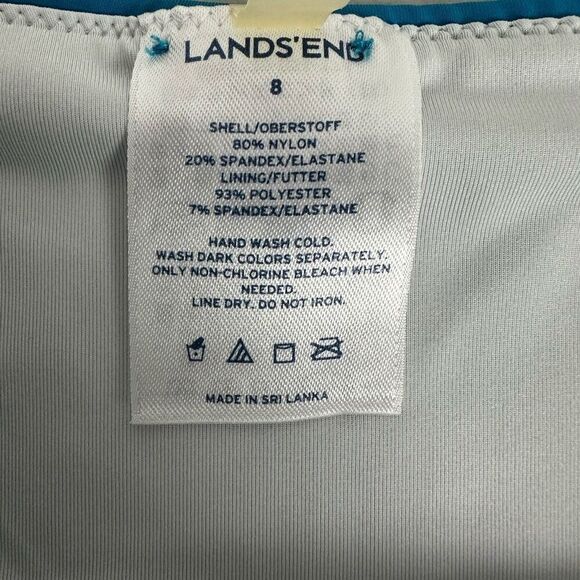 LANDS'END
8
SHELL/OBERSTOFF
80% NYLON
20% SPANDEX/ELASTANE
LINING/FUTTER
93% POLYESTER
7% SPANDEX/ELASTANE
HAND WASH COLD.
WASH DARK COLORS SEPARATELY.
ONLY NON-CHLORINE BLEACH WHEN
NEEDED.
LINE DRY. DO NOT IRON.
MADE IN SRI LANKA